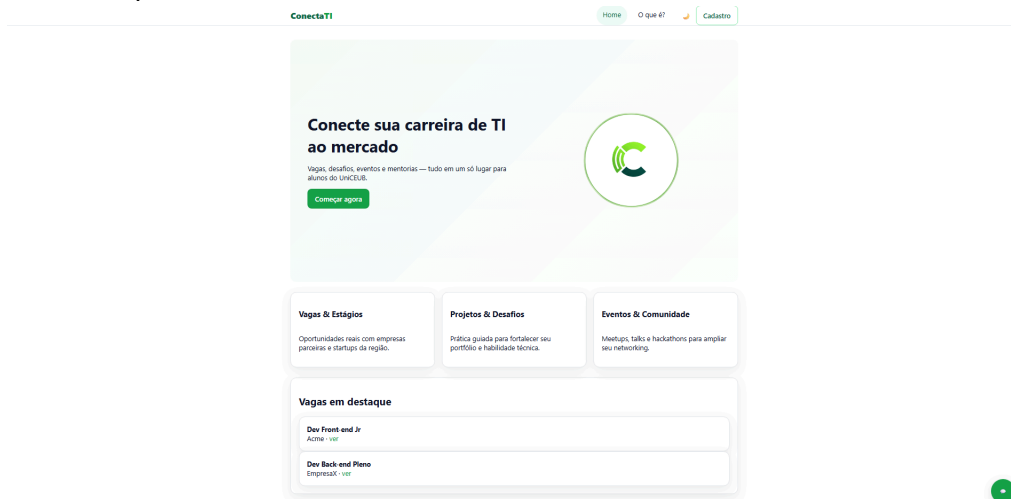 ConectaTI
Home O que é? Cadastro
Conecte sua carreira de TI
ao mercado
Vagas, desafios, eventos e mentorias — tudo em um só lugar para
alunos do UniCEUB.
Começar agora
Vagas & Estágios
Oportunidades reais com empresas
parceiras e startups da região.
Projetos & Desafios
Prática guiada para fortalecer seu
portfólio e habilidade técnica.
Eventos & Comunidade
Meetups, talks e hackathons para ampliar
seu networking.
Vagas em destaque
Dev Front-end Jr
Acme · ver
Dev Back-end Pleno
EmpresaX · ver